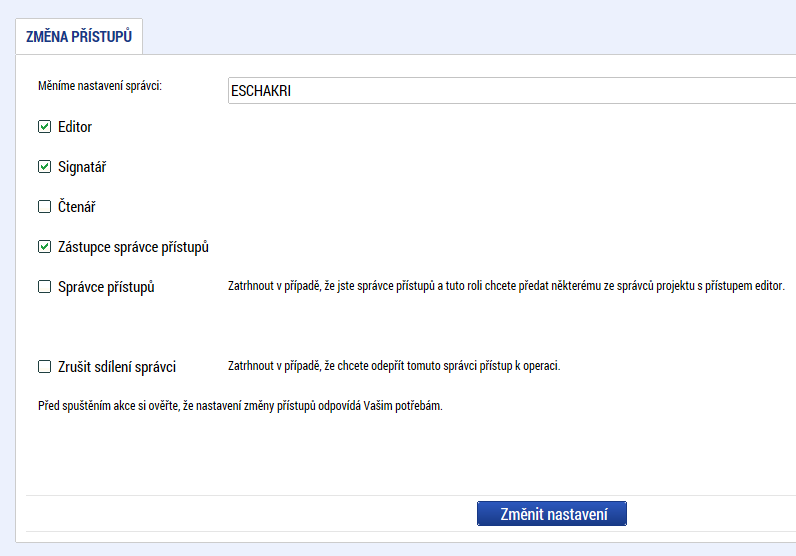 ZMĚNA PŘÍSTUPŮ
Měníme nastavení správci: ESCHAKRI
Editor
Signatář
Čtenář
Zástupce správce přístupů
Správce přístupů Zatrhnout v případě, že jste správce přístupů a tuto roli chcete předat některému ze správců projektu s přístupem editor.
Zrušit sdílení správci Zatrhnout v případě, že chcete odepřít tomuto správci přístup k operaci.
Před spuštěním akce si ověřte, že nastavení změny přístupů odpovídá Vašim potřebám.
Změnit nastavení